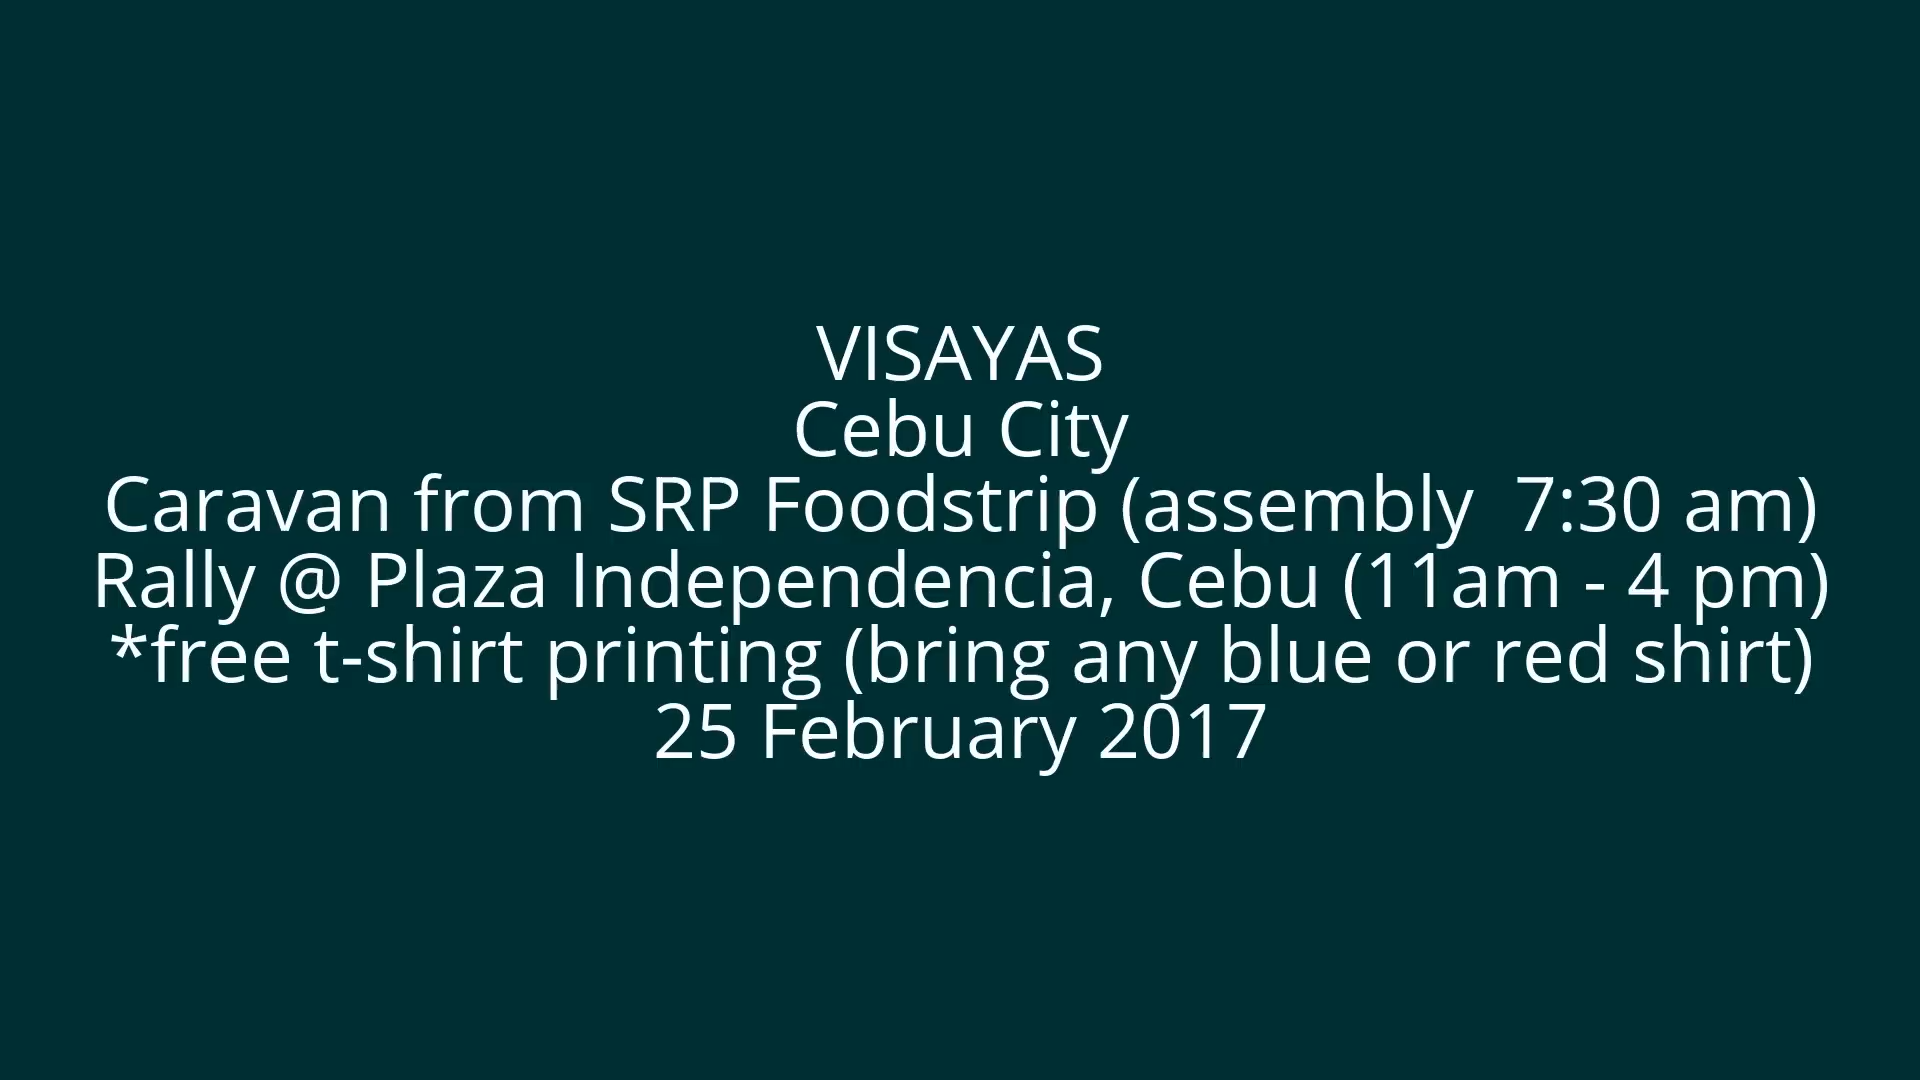 VISAYAS
Cebu City
Caravan from SRP Foodstrip (assembly  7:30 am)
Rally @ Plaza Independencia, Cebu (11am - 4 pm)
*free t-shirt printing (bring any blue or red shirt)
25 February 2017